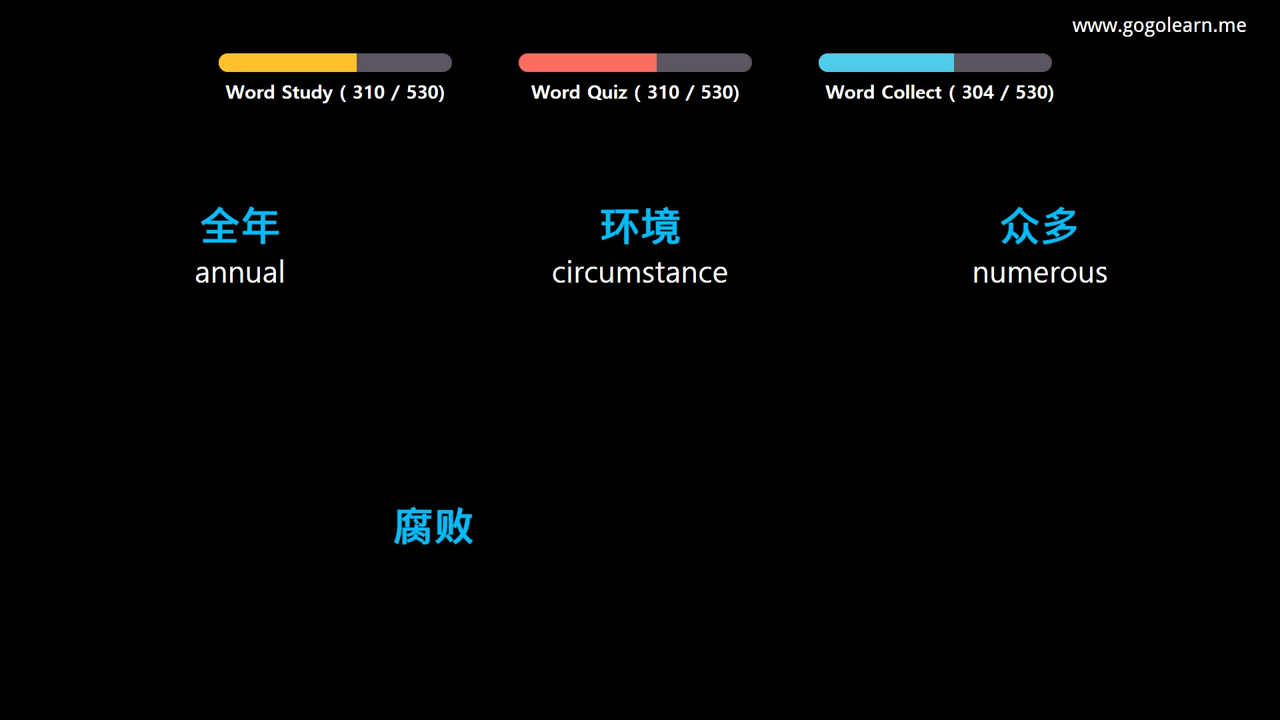 www.gogolearn.me
Word Study ( 310 / 530)
Word Quiz ( 310 / 530)
Word Collect ( 304 / 530)
全年
annual
环境
circumstance
众多
numerous
腐败